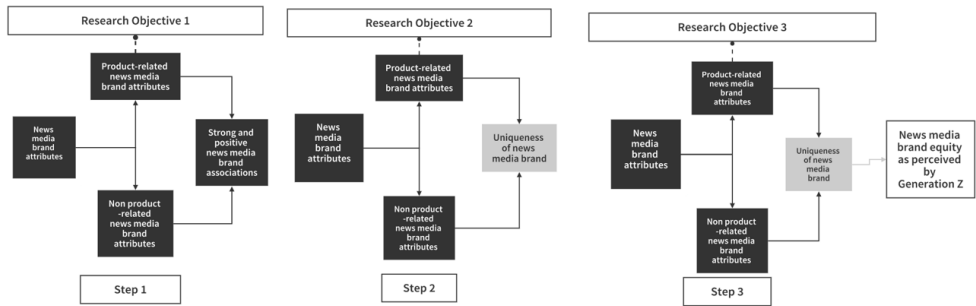 Research Objective 1
Product-related
news media
brand attributes
News
media
brand
attributes
Strong and
positive
news media
brand
associations
Non product
-related
news media
brand
attributes
Step 1
Research Objective 2
Product-related
news media
brand attributes
News
media
brand
attributes
Uniqueness
of news
media brand
Non product
-related
news media
brand
attributes
Step 2
Research Objective 3
Product-related
news media
brand
attributes
News
media
brand
attributes
Uniqueness
of news media
brand
News media
brand equity
as perceived
by
Generation Z
Non product
-related
news media
brand
attributes
Step 3